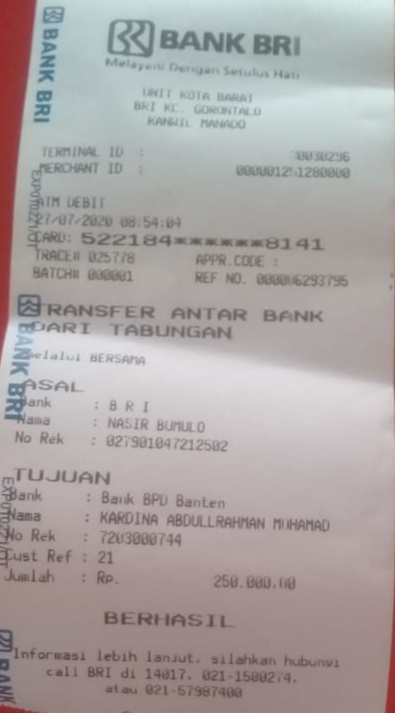 BANK BRI
Melayani Dengan Setulus Hati
UNIT KOTA BARAT
BRI KC. GORONTALO
KANWIL MANADO
TERMINAL ID :
MERCHANT ID : 000001251280000
ATM DEBIT
27/07/2020 08:54:04
CARD: 522184******8141
TRACE# 025778 APPR.CODE :
BATCH# 000001 REF NO. 000006293795
TRANSFER ANTAR BANK
DARI TABUNGAN
Melalui BERSAMA
ASAL
Bank : B R I
Nama : NASIR BUMULO
No Rek : 027901047212502
TUJUAN
Bank : Bank BPD Banten
Nama : KARDINA ABDULLRAHMAN MOHAMAD
No Rek : 7203000744
Cust Ref : 21
Jumlah : Rp. 250.000.00
BERHASIL
Informasi lebih lanjut, silahkan hubungi
call BRI di 14017, 021-1500274,
atau 021-57987400
BANK BRI
BANK BRI
BANK